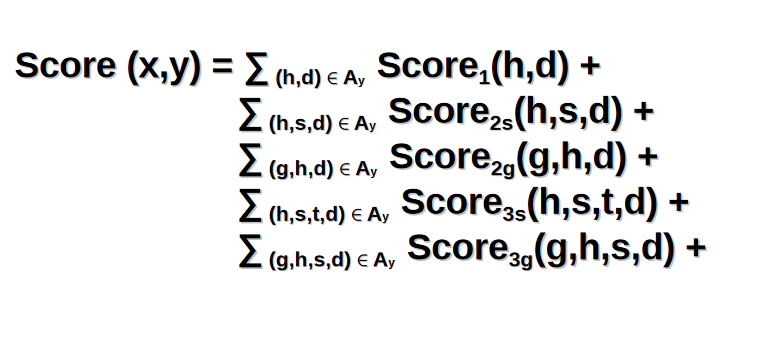 Score (x,y) = ∑ (h,d) ∈ Ay Score1(h,d) +
∑ (h,s,d) ∈ Ay Score2s(h,s,d) +
∑ (g,h,d) ∈ Ay Score2g(g,h,d) +
∑ (h,s,t,d) ∈ Ay Score3s(h,s,t,d) +
∑ (g,h,s,d) ∈ Ay Score3g(g,h,s,d) +